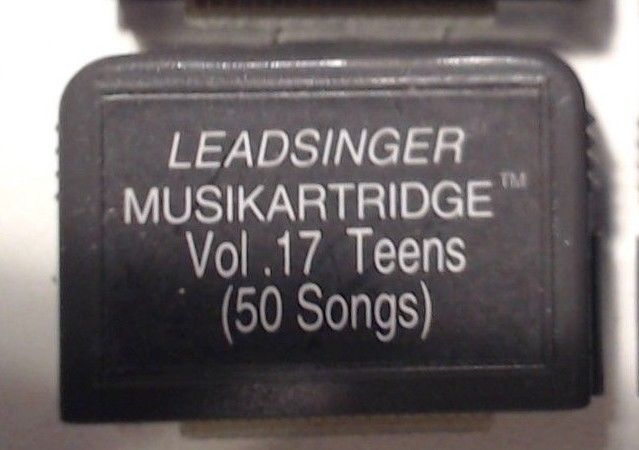 LEADSINGER
MUSIKARTRIDGE™
Vol .17 Teens
(50 Songs)